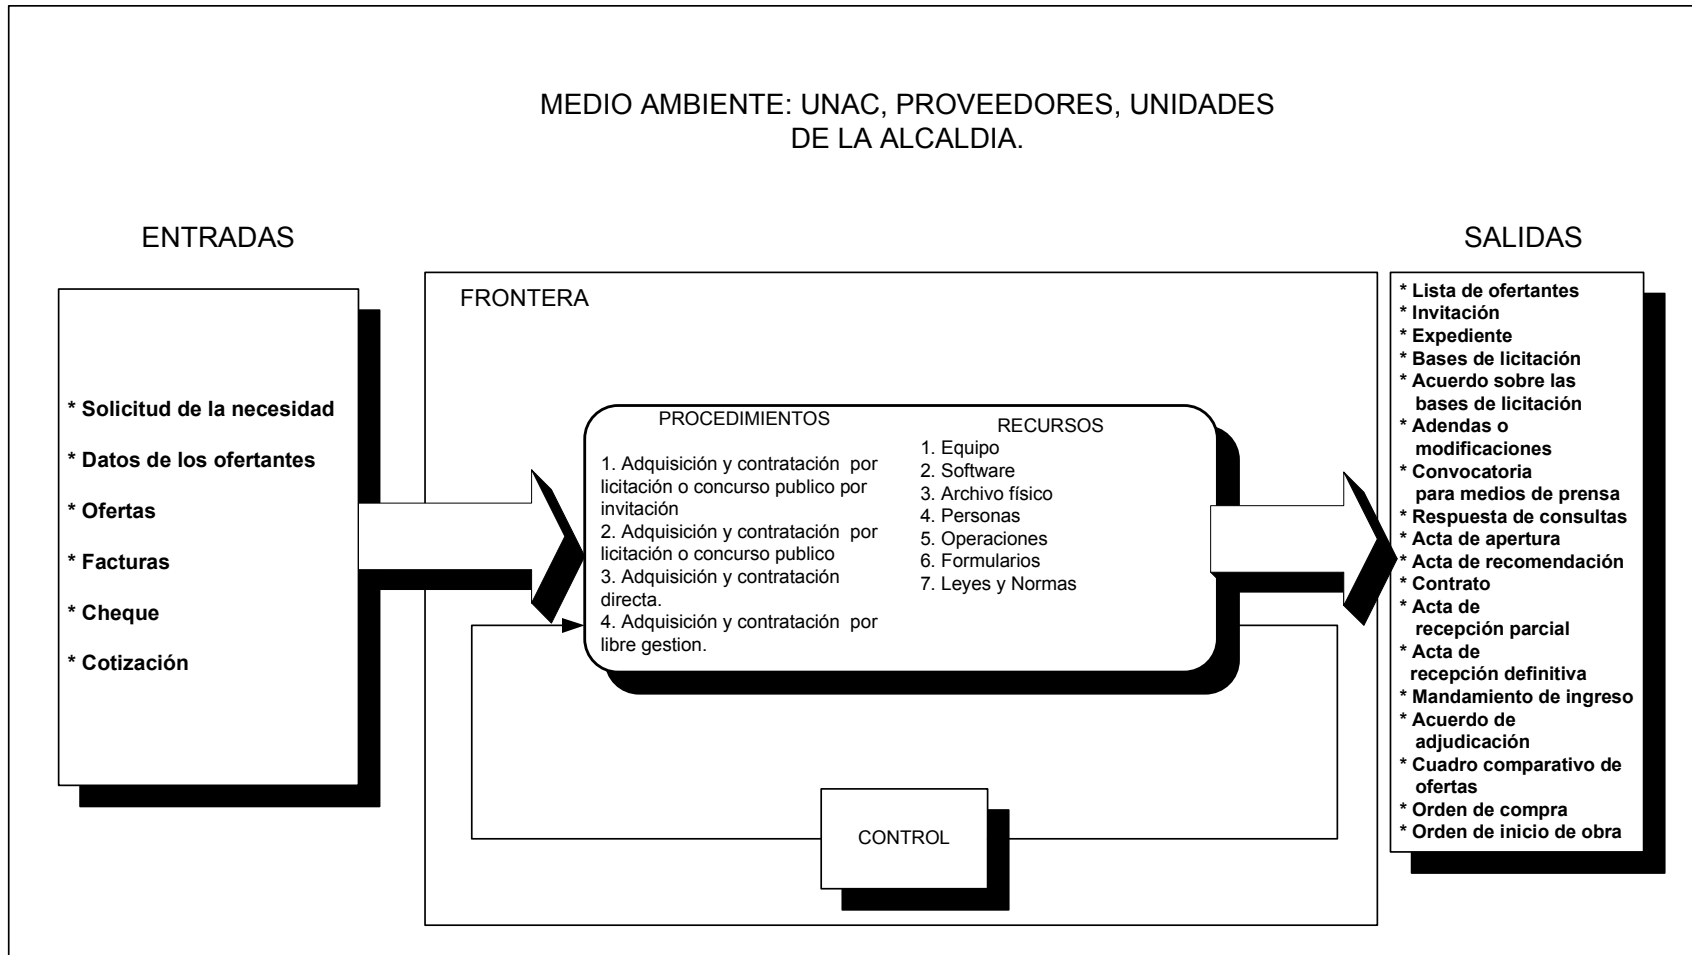 MEDIO AMBIENTE: UNAC, PROVEEDORES, UNIDADES
DE LA ALCALDIA.
ENTRADAS
* Solicitud de la necesidad
* Datos de los ofertantes
* Ofertas
* Facturas
* Cheque
* Cotización
FRONTERA
PROCEDIMIENTOS
1. Adquisición y contratación por
licitación o concurso publico por
invitación
2. Adquisición y contratación por
licitación o concurso publico
3. Adquisición y contratación
directa.
4. Adquisición y contratación por
libre gestion.
RECURSOS
1. Equipo
2. Software
3. Archivo físico
4. Personas
5. Operaciones
6. Formularios
7. Leyes y Normas
CONTROL
SALIDAS
* Lista de ofertantes
* Invitación
* Expediente
* Bases de licitación
* Acuerdo sobre las
bases de licitación
* Adendas o
modificaciones
* Convocatoria
para medios de prensa
* Respuesta de consultas
* Acta de apertura
* Acta de recomendación
* Contrato
* Acta de
recepción parcial
* Acta de
recepción definitiva
* Mandamiento de ingreso
* Acuerdo de
adjudicación
* Cuadro comparativo de
ofertas
* Orden de compra
* Orden de inicio de obra